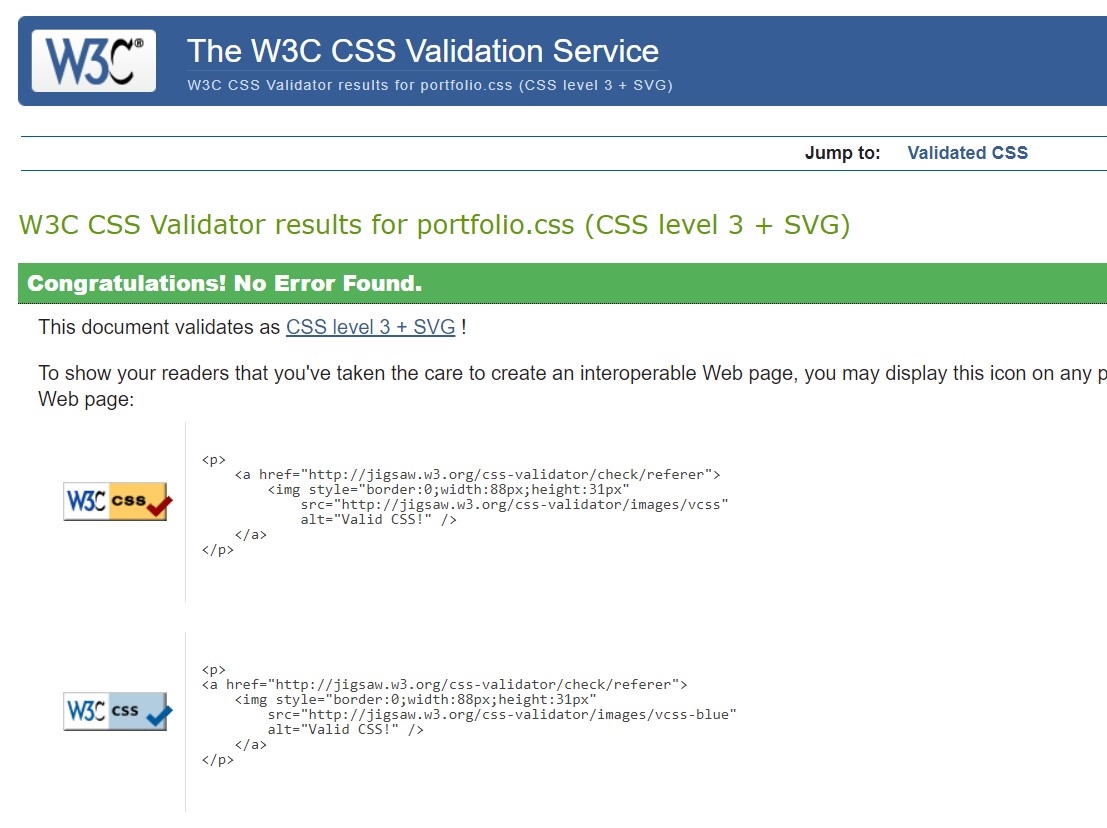 W3C®
The W3C CSS Validation Service
W3C CSS Validator results for portfolio.css (CSS level 3 + SVG)
Jump to: Validated CSS
W3C CSS Validator results for portfolio.css (CSS level 3 + SVG)
Congratulations! No Error Found.
This document validates as CSS level 3 + SVG !
To show your readers that you've taken the care to create an interoperable Web page, you may display this icon on any p
Web page:
W3C css
<p>
<a href="http://jigsaw.w3.org/css-validator/check/referer">
<img style="border:0;width:88px;height:31px"
src="http://jigsaw.w3.org/css-validator/images/vcss"
alt="Valid CSS!" />
</a>
</p>
W3C css
<p>
<a href="http://jigsaw.w3.org/css-validator/check/referer">
<img style="border:0;width:88px;height:31px"
src="http://jigsaw.w3.org/css-validator/images/vcss-blue"
alt="Valid CSS!" />
</a>
</p>